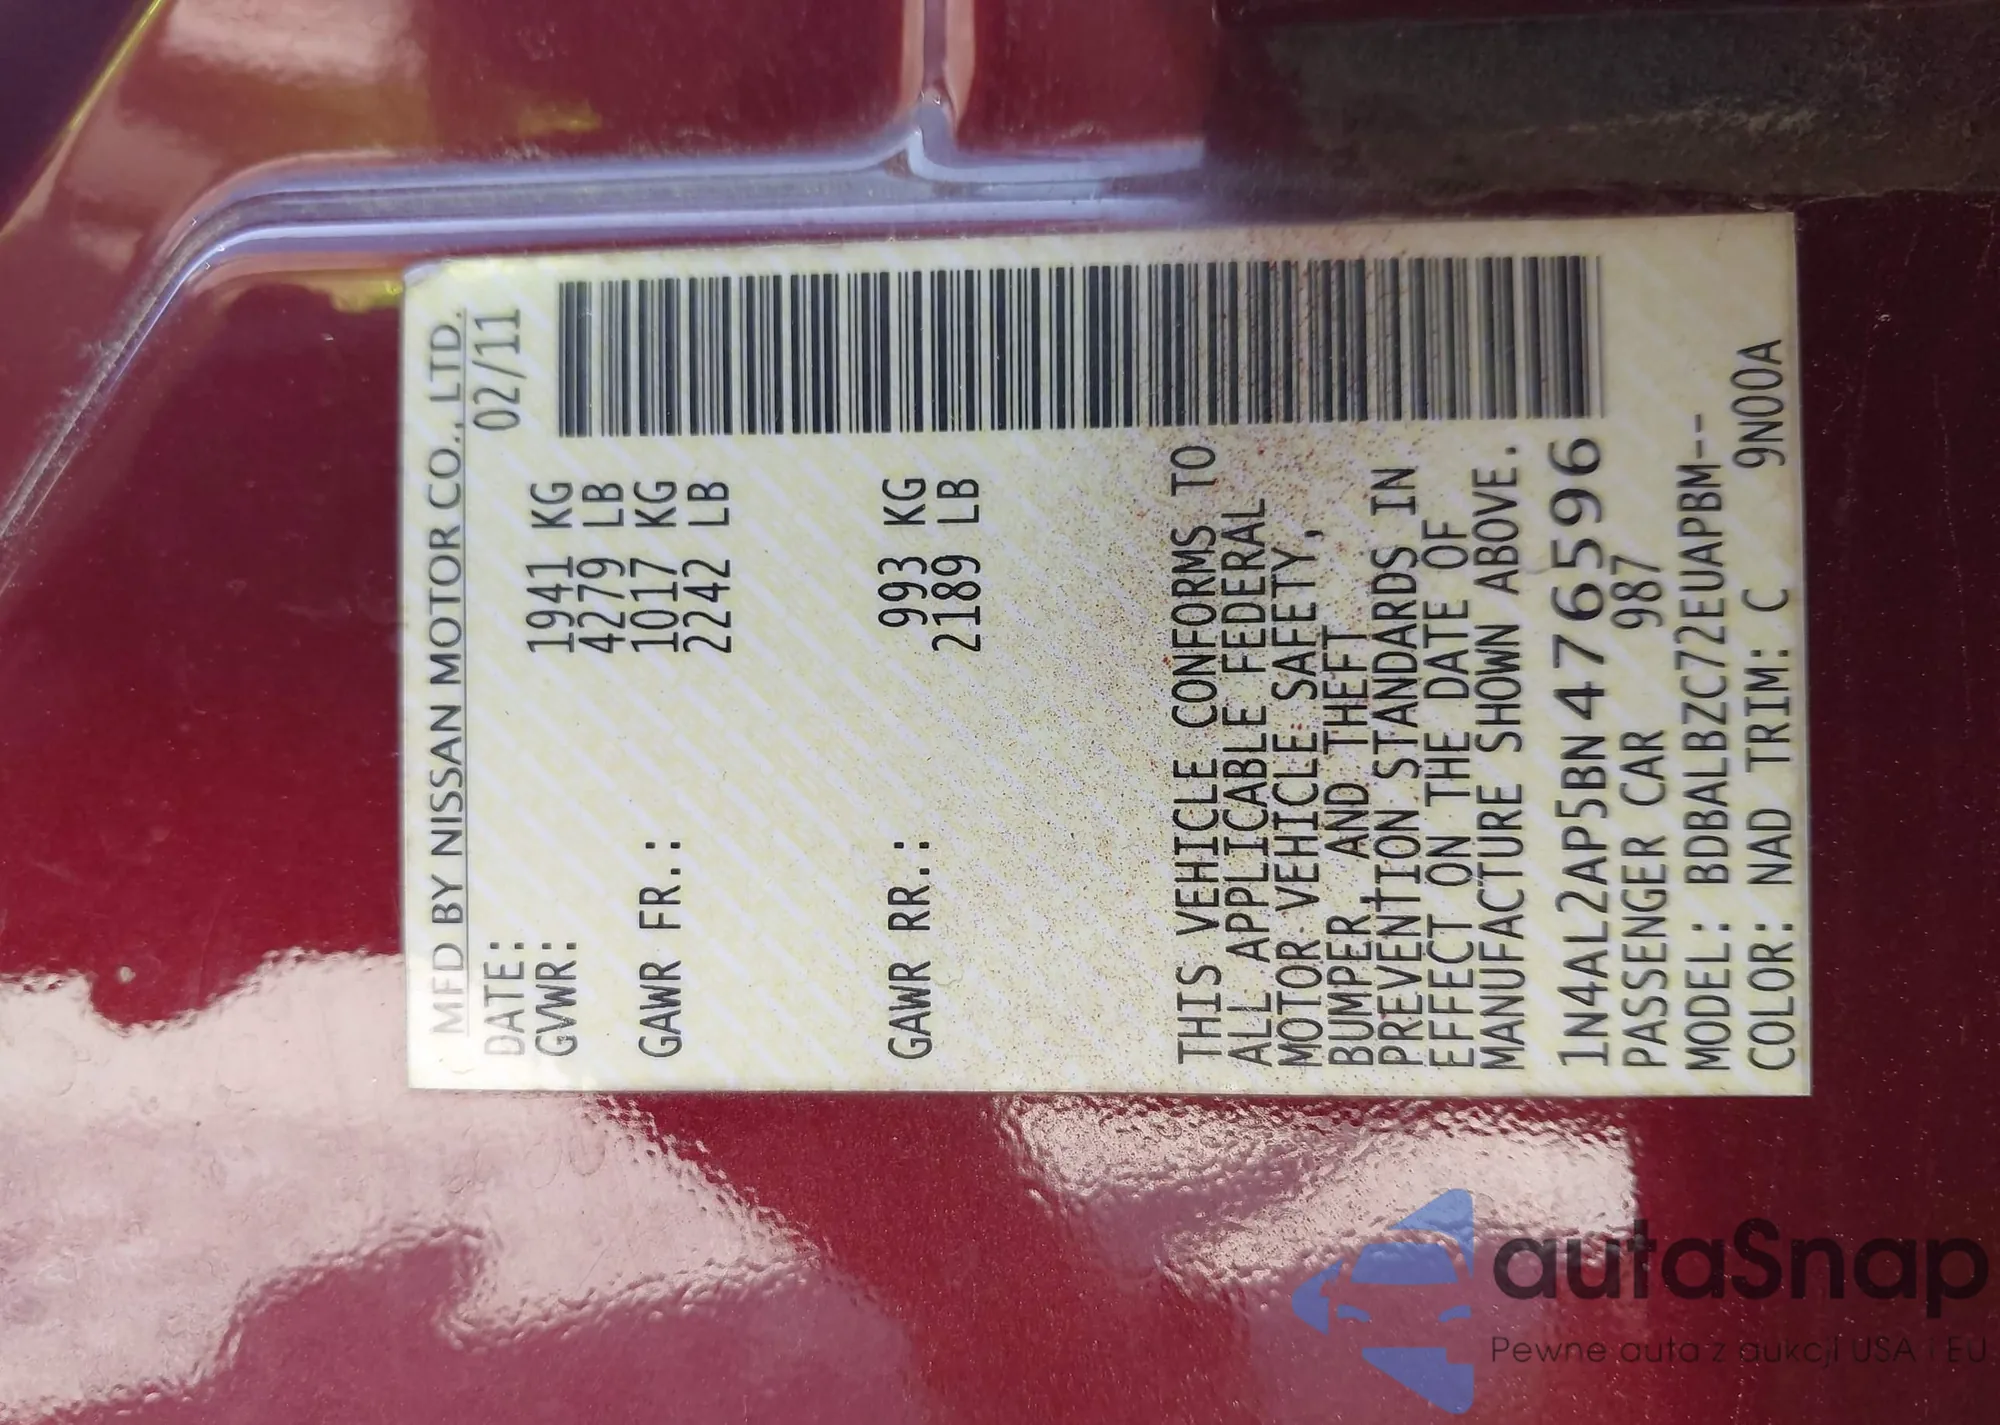 MFD BY NISSAN MOTOR CO., LTD.
DATE: 02/11
GVWR: 1941 KG
4279 LB
GAWR FR.: 1017 KG
2242 LB
GAWR RR.: 993 KG
2189 LB
THIS VEHICLE CONFORMS TO
ALL APPLICABLE FEDERAL
MOTOR VEHICLE SAFETY,
BUMPER, AND THEFT
PREVENTION STANDARDS IN
EFFECT ON THE DATE OF
MANUFACTURE SHOWN ABOVE.
1N4AL2AP5BN4765596
PASSENGER CAR 987
MODEL: BDBALBZC72EUAPBM--
COLOR: NAD TRIM: C 9N00A
autaSnap
Pewne auta z aukcji USA i EU